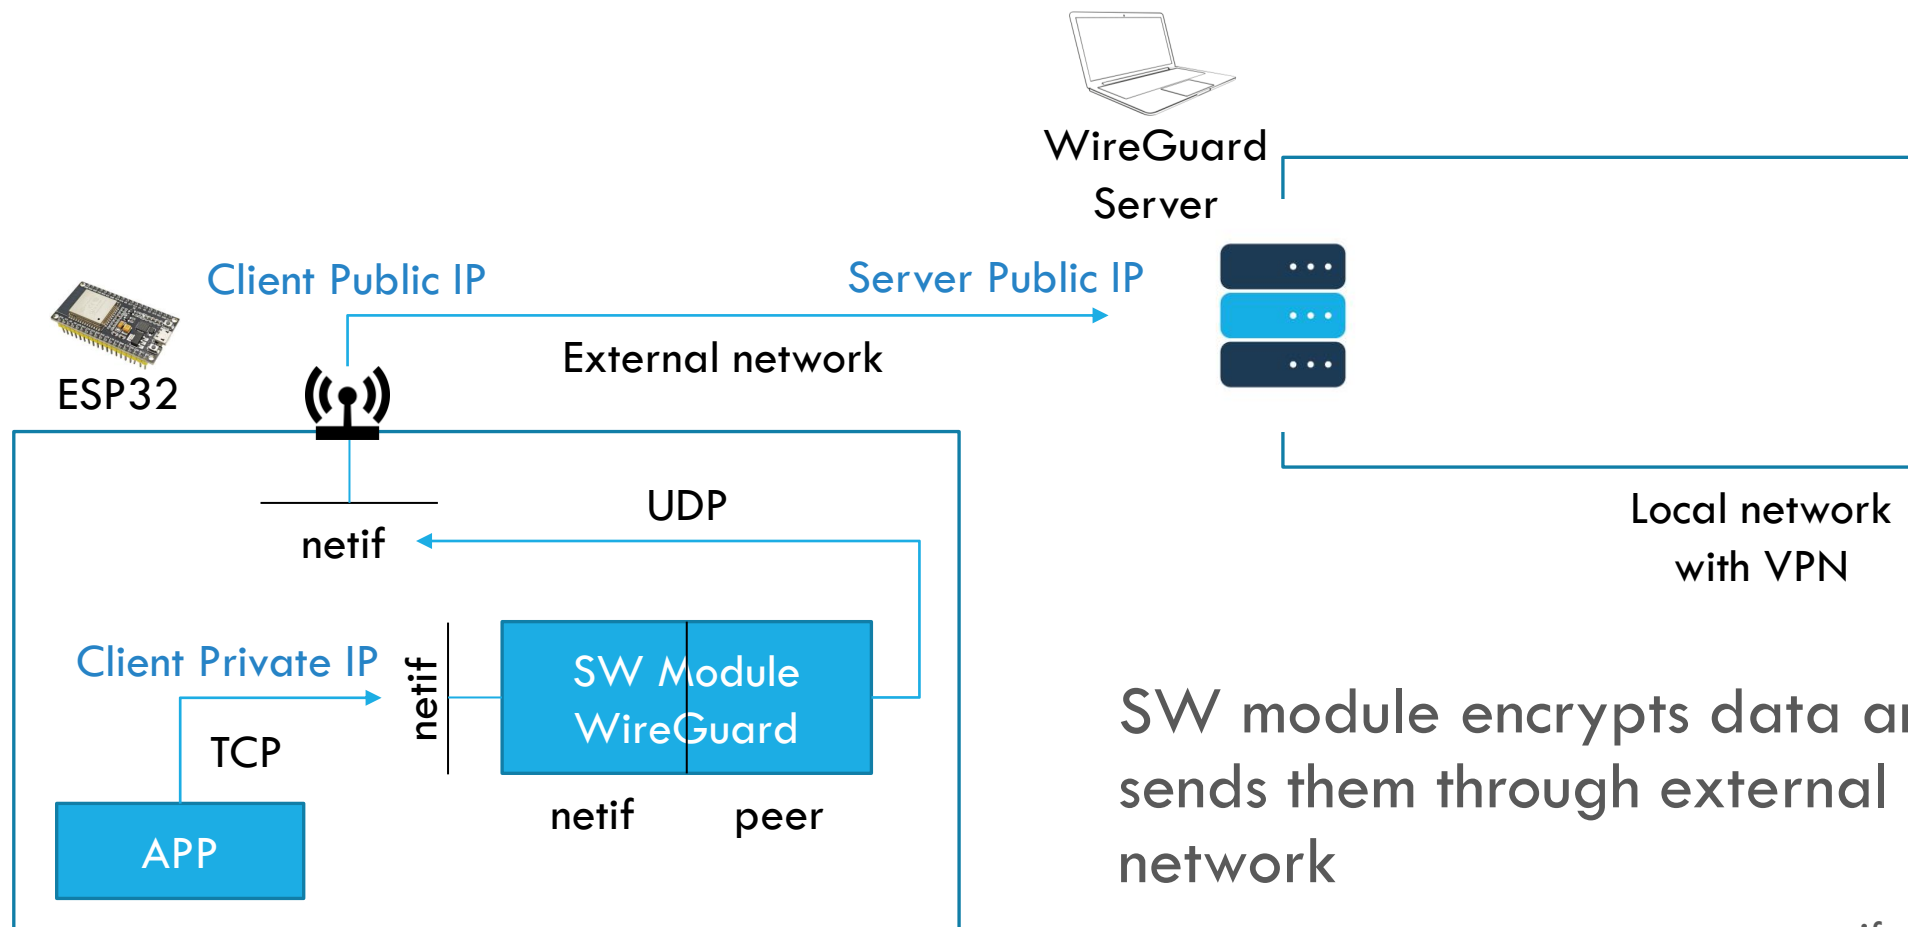 WireGuard
Server
Client Public IP
Server Public IP
External network
ESP32
UDP
netif
Local network
with VPN
Client Private IP
netif
SW Module
WireGuard
TCP
netif
peer
APP
SW module encrypts data
sends them through external
network